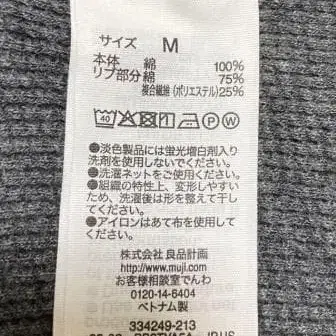 サイズ M
本体 綿 100%
リブ部分 綿 75%
複合繊維(ポリエステル)25%
40 P W
◎淡色製品には蛍光増白剤入り
洗剤を使用しないでください。
◎洗濯ネットをご使用ください。
◎組織の特性上、変形しやすい
ため、洗濯後は形を整えて干し
てください。
◎アイロンはあて布を使用して
ください。
株式会社 良品計画
http://www.muji.com
お客様相談室でんわ
0120-14-6404
ベトナム製
334249-213